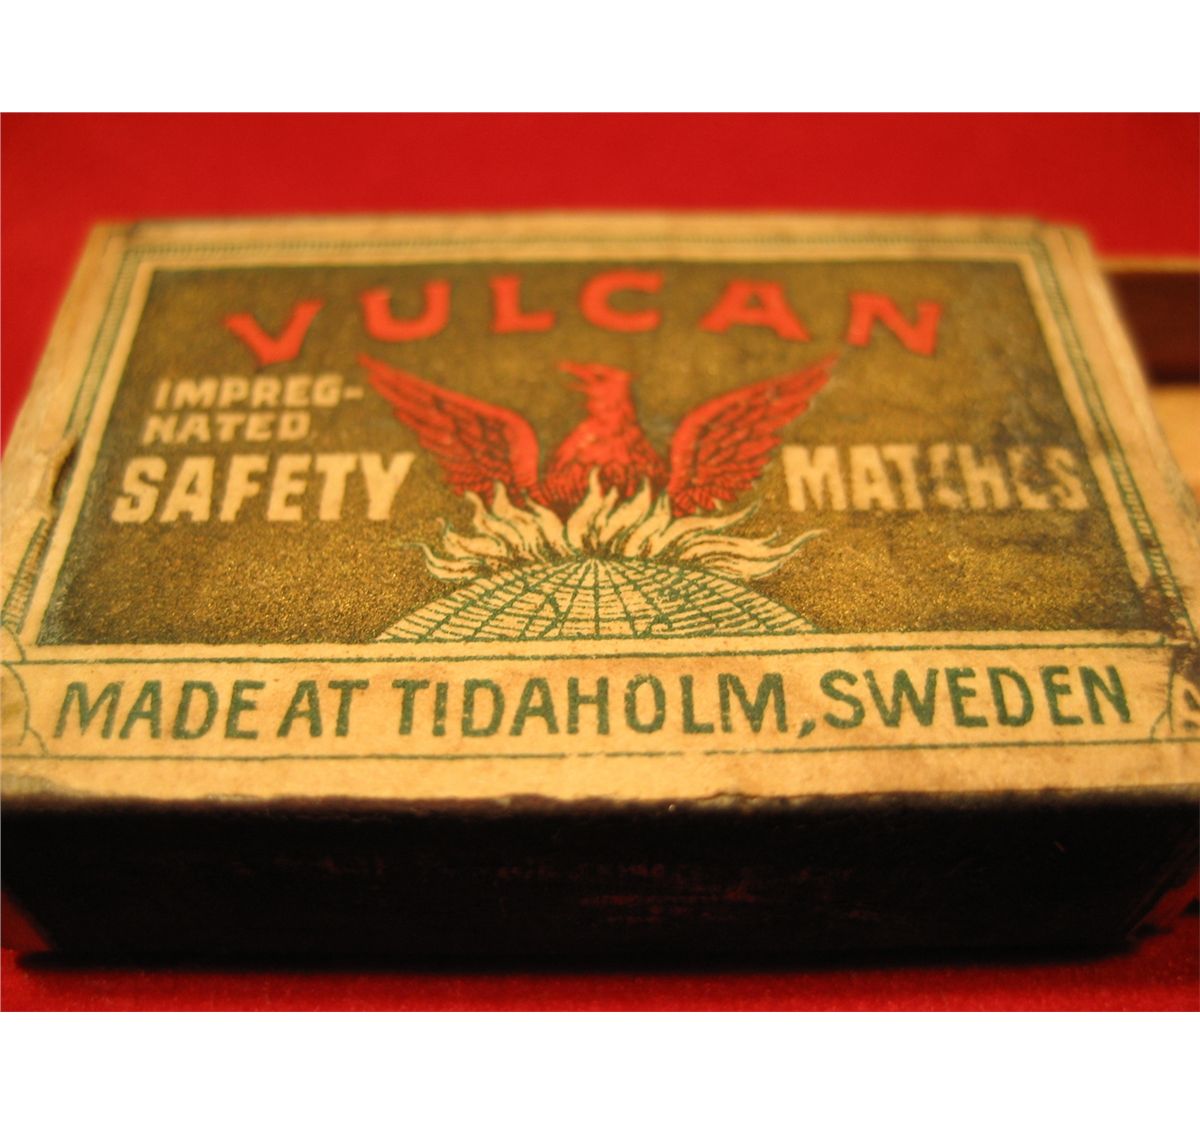 VULCAN
IMPREG-
NATED
SAFETY MATCHES
MADE AT TIDAHOLM, SWEDEN